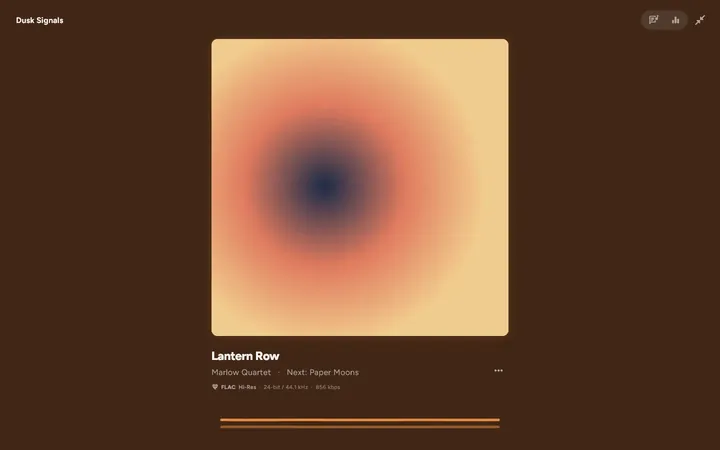 Dusk Signals
Lantern Row
Marlow Quartet · Next: Paper Moons
FLAC Hi-Res · 24-bit / 44.1 kHz · 856 kbps